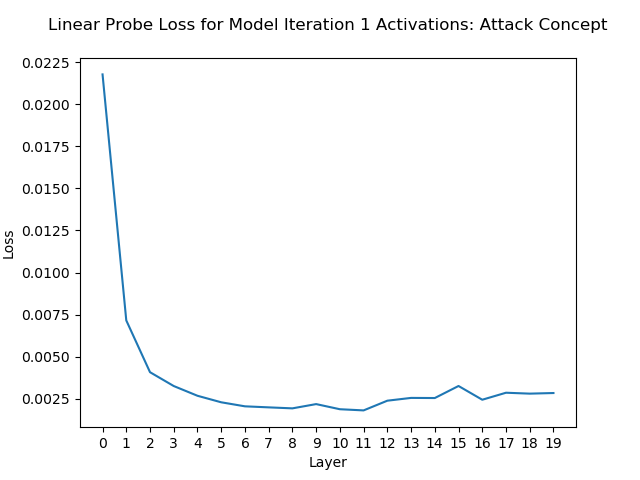 Linear Probe Loss for Model Iteration 1 Activations: Attack Concept
0.0225
0.0200
0.0175
0.0150
0.0125
0.0100
0.0075
0.0050
0.0025
Loss
0 1 2 3 4 5 6 7 8 9 10 11 12 13 14 15 16 17 18 19
Layer